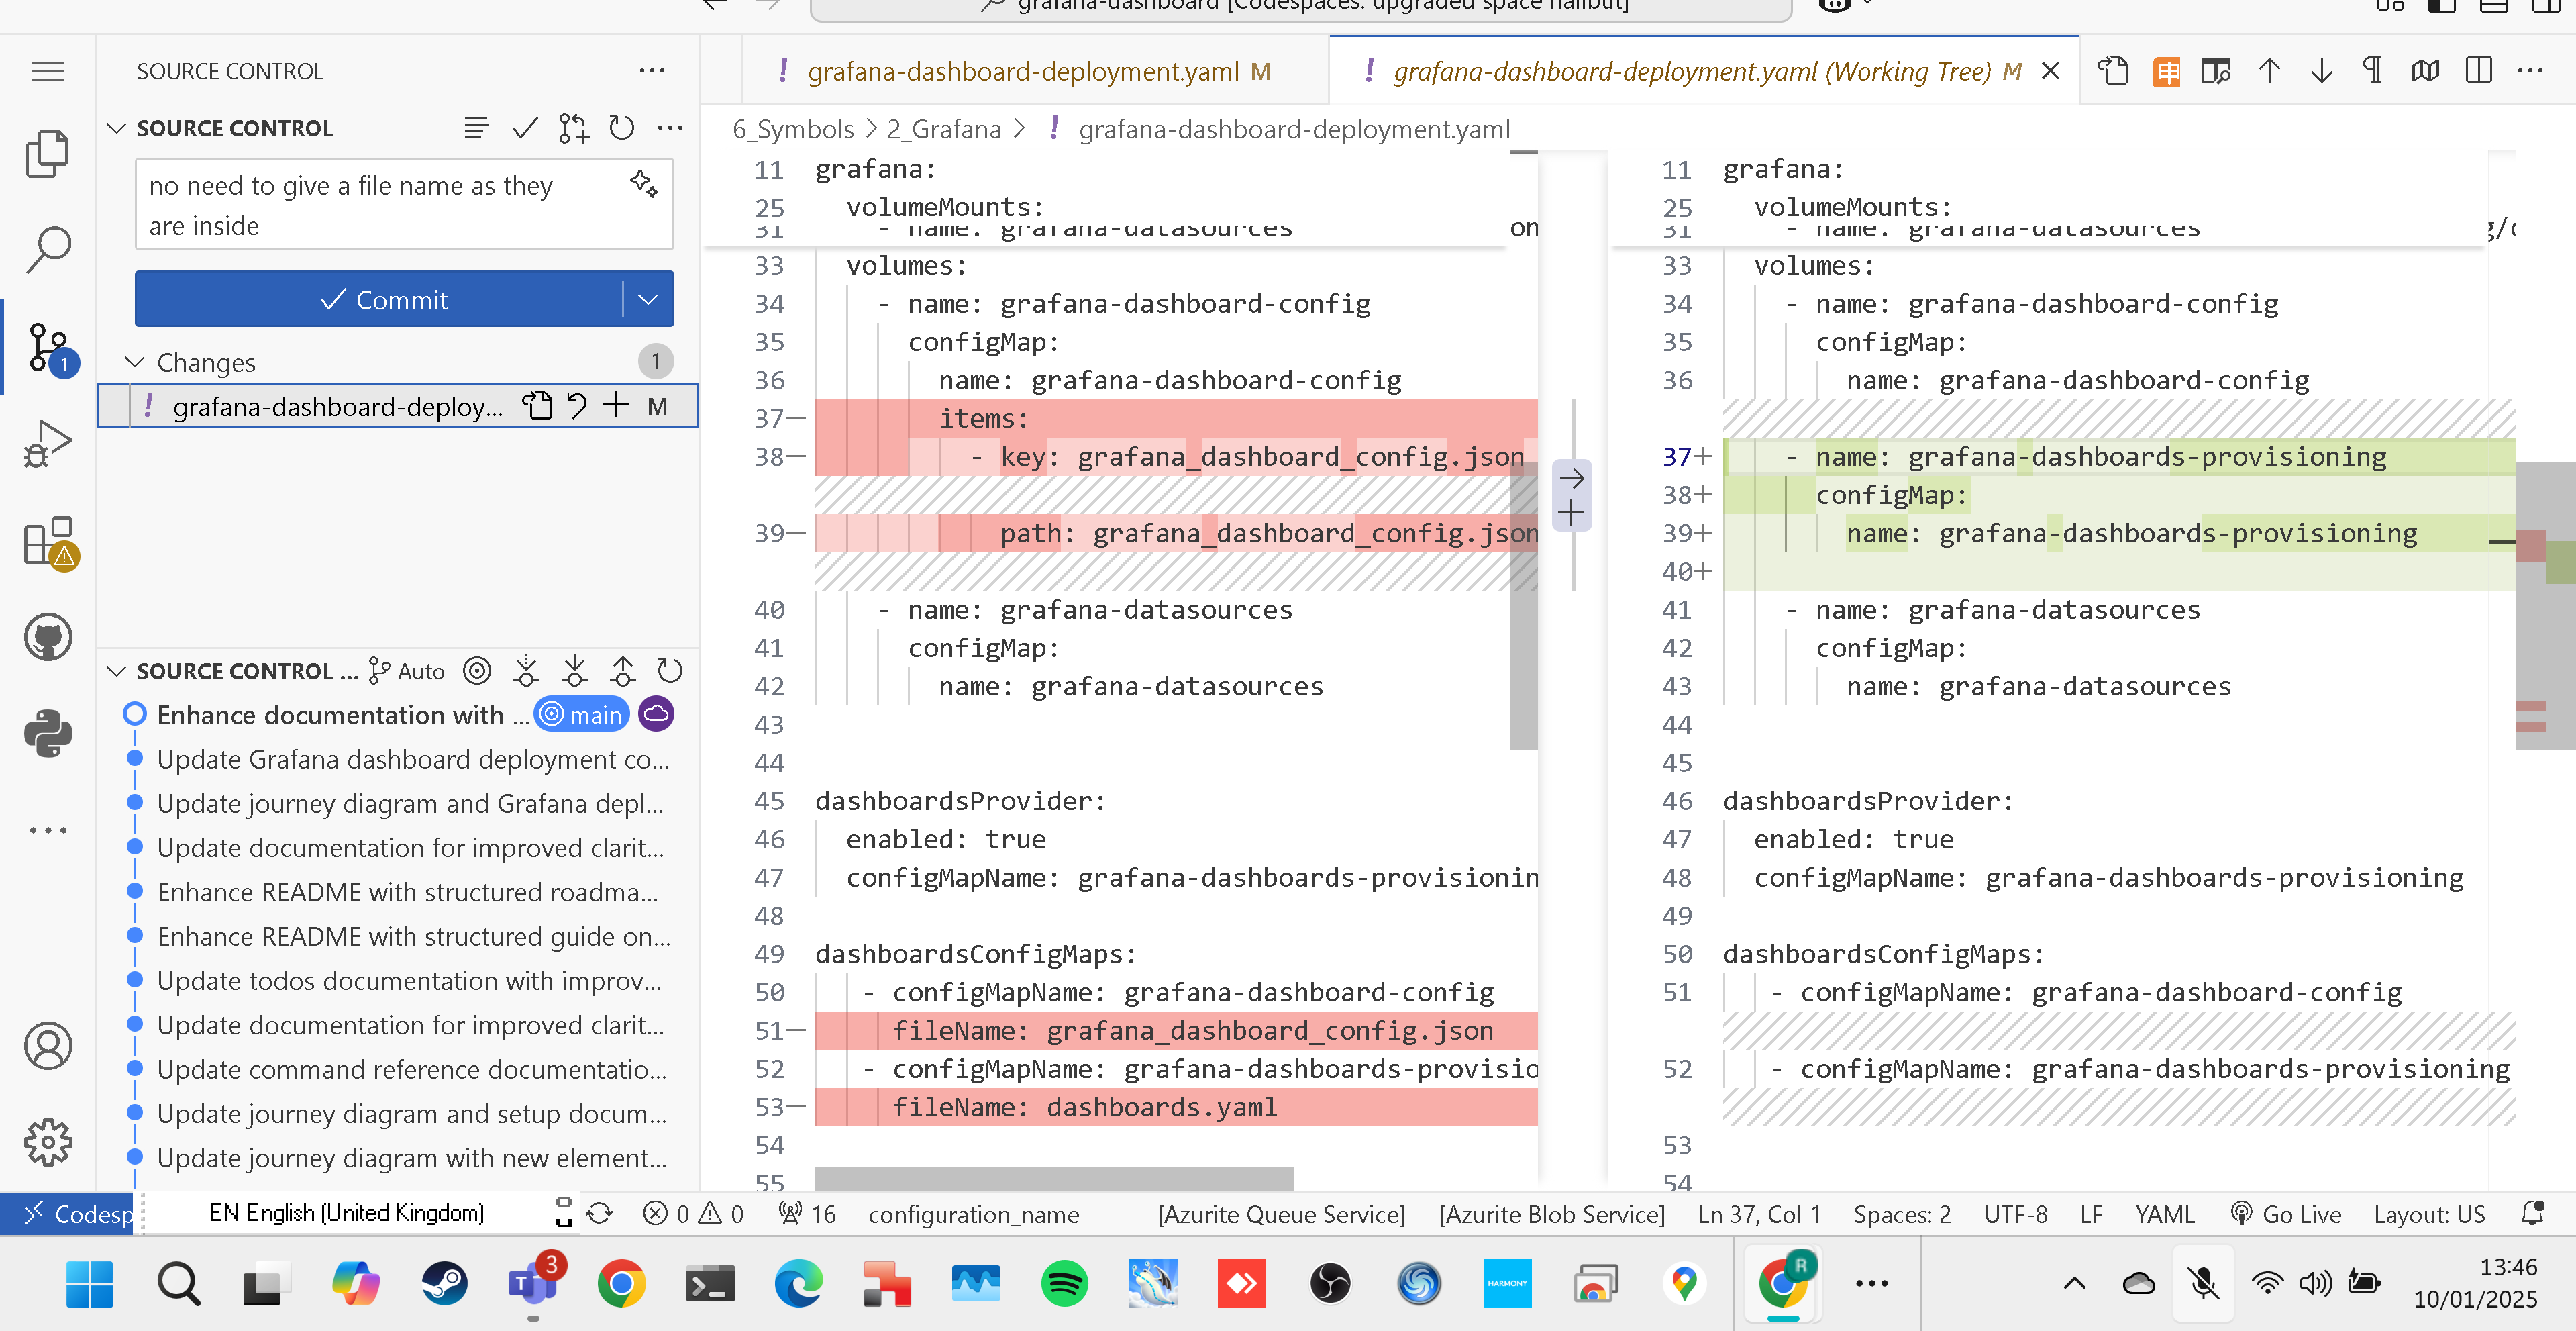 grafana-dashboard [Codespaces: upgraded space halibut]
SOURCE CONTROL
SOURCE CONTROL
no need to give a file name as they
are inside
Commit
Changes
1
grafana-dashboard-deploy...
M
1
SOURCE CONTROL ...
Auto
Enhance documentation with ...
main
Update Grafana dashboard deployment co...
Update journey diagram and Grafana depl...
Update documentation for improved clarit...
Enhance README with structured roadma...
Enhance README with structured guide on...
Update todos documentation with improv...
Update documentation for improved clarit...
Update command reference documentatio...
Update journey diagram and setup docum...
Update journey diagram with new element...
! grafana-dashboard-deployment.yaml M
! grafana-dashboard-deployment.yaml (Working Tree) M
6_Symbols > 2_Grafana > ! grafana-dashboard-deployment.yaml
11 grafana:
25 volumeMounts:
31 - name: grafana-datasources
33 volumes:
34 - name: grafana-dashboard-config
35 configMap:
36 name: grafana-dashboard-config
37— items:
38— - key: grafana_dashboard_config.json
39— path: grafana_dashboard_config.json
40 - name: grafana-datasources
41 configMap:
42 name: grafana-datasources
43
44
45 dashboardsProvider:
46 enabled: true
47 configMapName: grafana-dashboards-provisionin
48
49 dashboardsConfigMaps:
50 - configMapName: grafana-dashboard-config
51— fileName: grafana_dashboard_config.json
52 - configMapName: grafana-dashboards-provisio
53— fileName: dashboards.yaml
54
55
11 grafana:
25 volumeMounts:
31 - name: grafana-datasources
33 volumes:
34 - name: grafana-dashboard-config
35 configMap:
36 name: grafana-dashboard-config
37+ - name: grafana-dashboards-provisioning
38+ configMap:
39+ name: grafana-dashboards-provisioning
40+
41 - name: grafana-datasources
42 configMap:
43 name: grafana-datasources
44
45
46 dashboardsProvider:
47 enabled: true
48 configMapName: grafana-dashboards-provisioning
49
50 dashboardsConfigMaps:
51 - configMapName: grafana-dashboard-config
52 - configMapName: grafana-dashboards-provisioning
53
54
Codesp
EN English (United Kingdom)
0
0
16
configuration_name
[Azurite Queue Service]
[Azurite Blob Service]
Ln 37, Col 1
Spaces: 2
UTF-8
LF
YAML
Go Live
Layout: US
3
HARMONY
R
13:46
10/01/2025